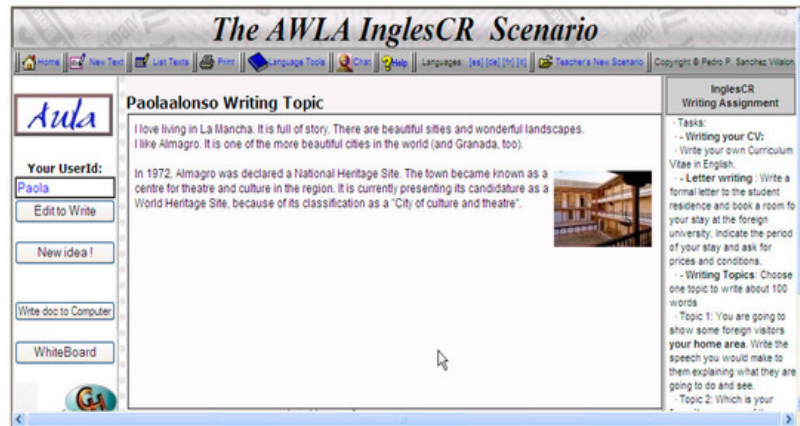 The AWLA InglesCR Scenario
Home New Text List Texts Print Language Tools Chat Help Languages: [es] [de] [fr] [it] Teacher's New Scenario Copyright @ Pedro P. Sanchez Villalon
Aula
Your UserId:
Paola
Edit to Write
New idea !
Write doc to Computer
WhiteBoard
Paolaalonso Writing Topic
I love living in La Mancha. It is full of story. There are beautiful sities and wonderful landscapes.
I like Almagro. It is one of the more beautiful cities in the world (and Granada, too).
In 1972, Almagro was declared a National Heritage Site. The town became known as a
centre for theatre and culture in the region. It is currently presenting its candidature as a
World Heritage Site, because of its classification as a "City of culture and theatre".
InglesCR
Writing Assignment
· Tasks:
· - Writing your CV:
· Write your own Curriculum
Vitae in English.
· - Letter writing : Write a
formal letter to the student
residence and book a room fo
your stay at the foreign
university. Indicate the period
of your stay and ask for
prices and conditions.
· - Writing Topics: Choose
one topic to write about 100
words
· Topic 1: You are going to
show some foreign visitors
your home area. Write the
speech you would make to
them explaining what they are
going to do and see.
· Topic 2: Which is your